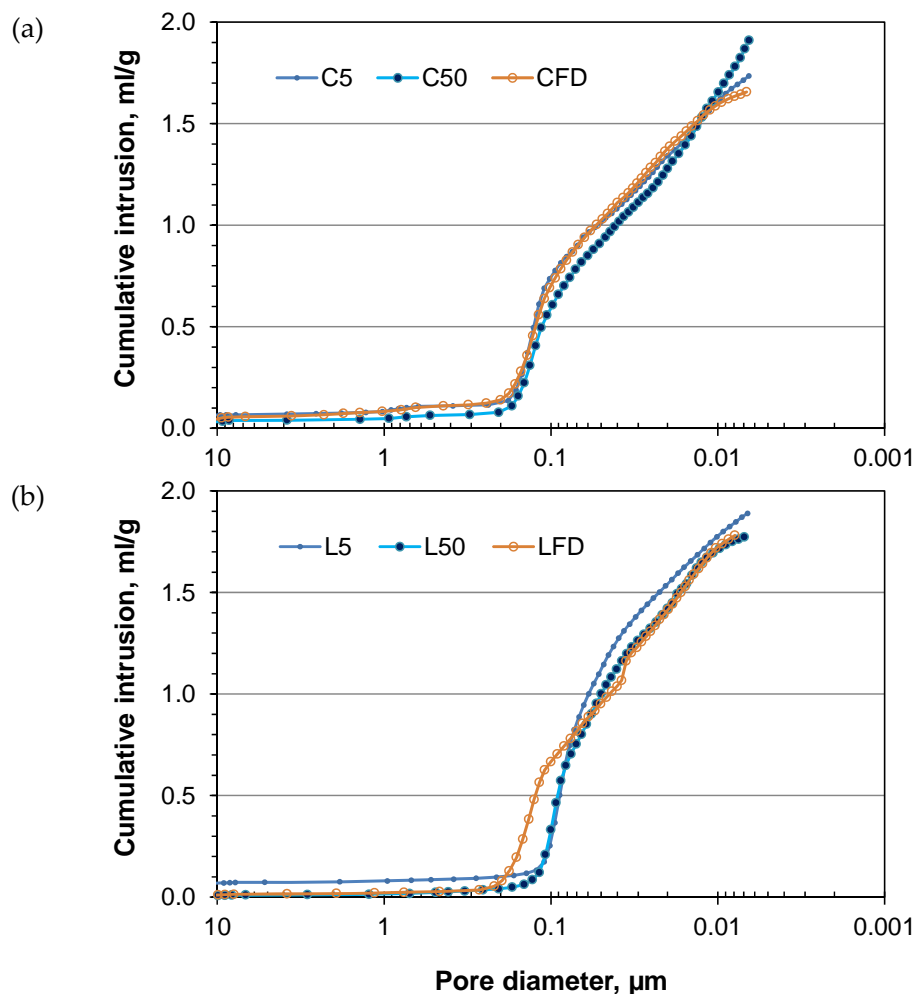 (a)
Cumulative intrusion, ml/g
2.0
C5 C50 CFD
1.5
1.0
0.5
0.0
10 1 0.1 0.01 0.001
(b)
Cumulative intrusion, ml/g
2.0
L5 L50 LFD
1.5
1.0
0.5
0.0
10 1 0.1 0.01 0.001
Pore diameter, µm